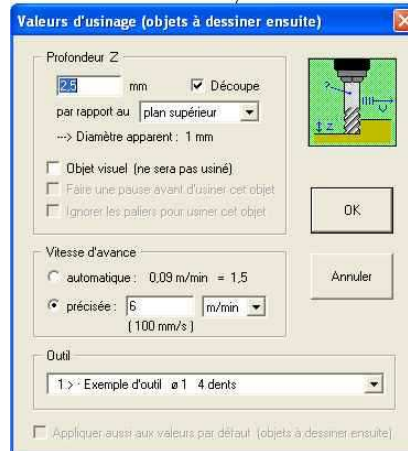 Valeurs d'usinage (objets à dessiner ensuite)
Profondeur Z
2.5 mm Découpe
par rapport au plan supérieur
---> Diamètre apparent : 1 mm
Objet visuel (ne sera pas usiné)
Faire une pause avant d'usiner cet objet
Ignorer les paliers pour usiner cet objet
OK
Vitesse d'avance
automatique : 0,09 m/min = 1,5
précisée : 6 m/min
( 100 mm/s )
Annuler
Outil
1 > · Exemple d'outil ø 1 4 dents
Appliquer aussi aux valeurs par défaut (objets à dessiner ensuite)